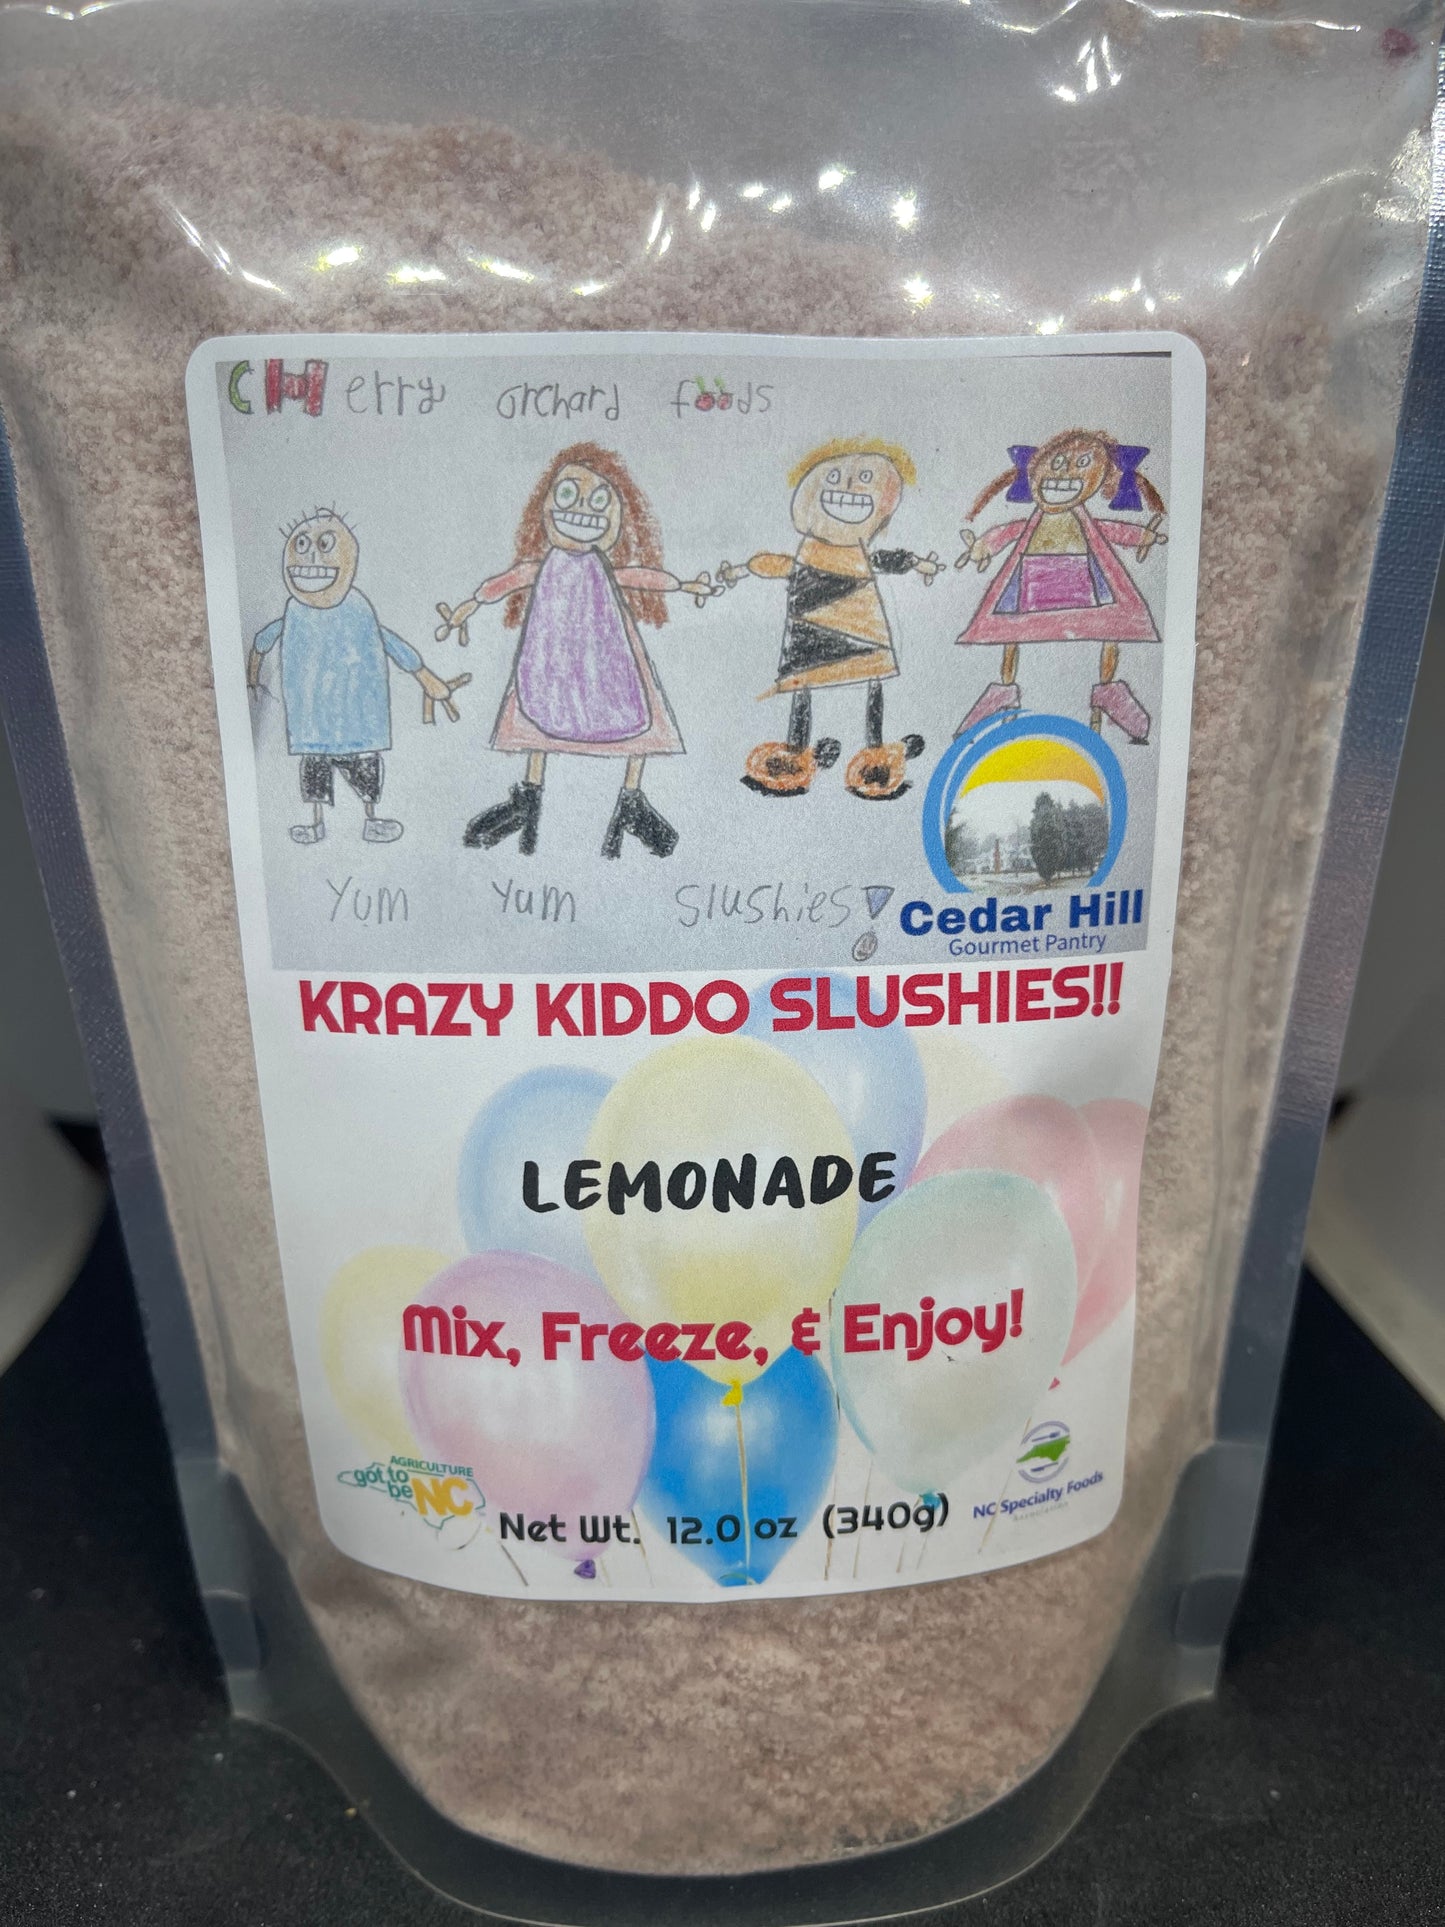 CHerry orchard foods
Yum Yum Slushies!
Cedar Hill
Gourmet Pantry
KRAZY KIDDO SLUSHIES!!
LEMONADE
Mix, Freeze, & Enjoy!
AGRICULTURE
got to
be NC
NC Specialty Foods
ASSOCIATION
Net Wt. 12.0 oz (340g)